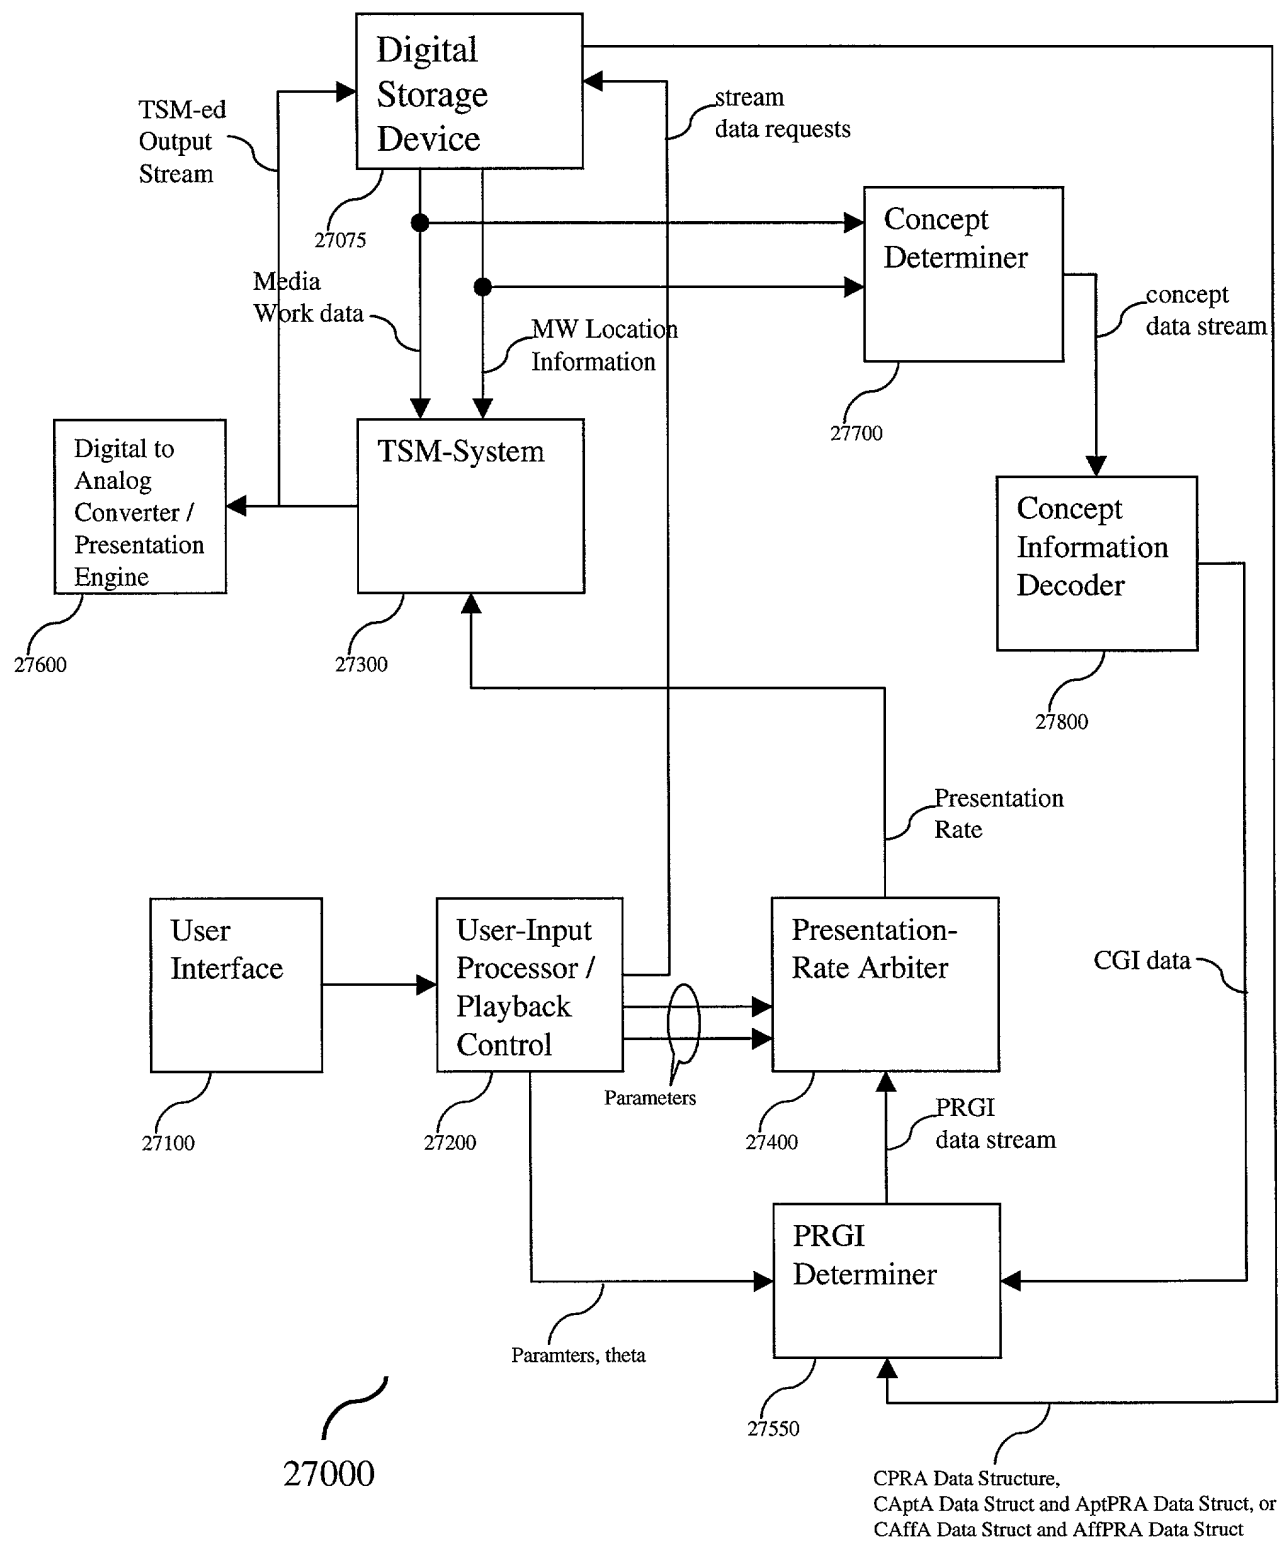 Digital
Storage
Device
TSM-ed
Output
Stream
stream
data requests
27075
Concept
Determiner
Media
Work data
MW Location
Information
concept
data stream
27700
Digital to
Analog
Converter /
Presentation
Engine
TSM-System
Concept
Information
Decoder
27600
27300
27800
Presentation
Rate
User
Interface
User-Input
Processor /
Playback
Control
Presentation-
Rate Arbiter
CGI data
Parameters
27100
27200
27400
PRGI
data stream
PRGI
Determiner
Paramters, theta
27550
27000
CPRA Data Structure,
CAptA Data Struct and AptPRA Data Struct, or
CAffA Data Struct and AffPRA Data Struct